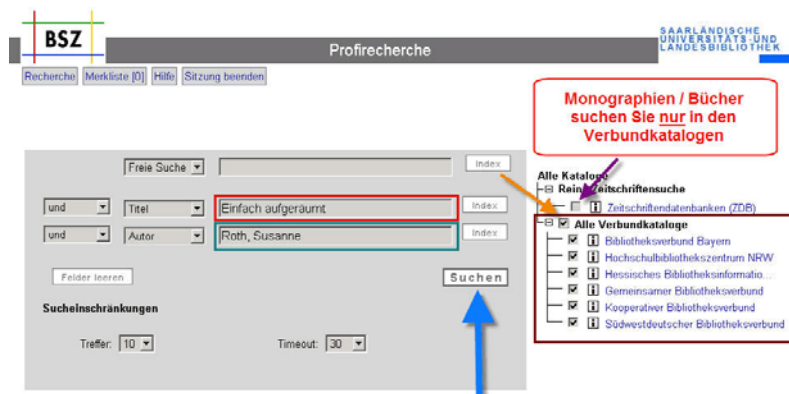 BSZ
Profirecherche
SAARLÄNDISCHE
UNIVERSITÄTS-UND
LANDESBIBLIOTHEK
Recherche Merkliste [0] Hilfe Sitzung beenden
Monographien / Bücher
suchen Sie nur in den
Verbundkatalogen
Freie Suche Index
und Titel Einfach aufgeräumt Index
und Autor Roth, Susanne Index
Felder leeren Suchen
Sucheinschränkungen
Treffer: 10 Timeout: 30
Alle Kataloge
Zeitschriftensuche
Zeitschriftendatenbanken (ZDB)
Alle Verbundkataloge
Bibliotheksverbund Bayern
Hochschulbibliothekszentrum NRW
Hessisches Bibliotheksinformatio...
Gemeinsamer Bibliotheksverbund
Kooperativer Bibliotheksverbund
Südwestdeutscher Bibliotheksverbund